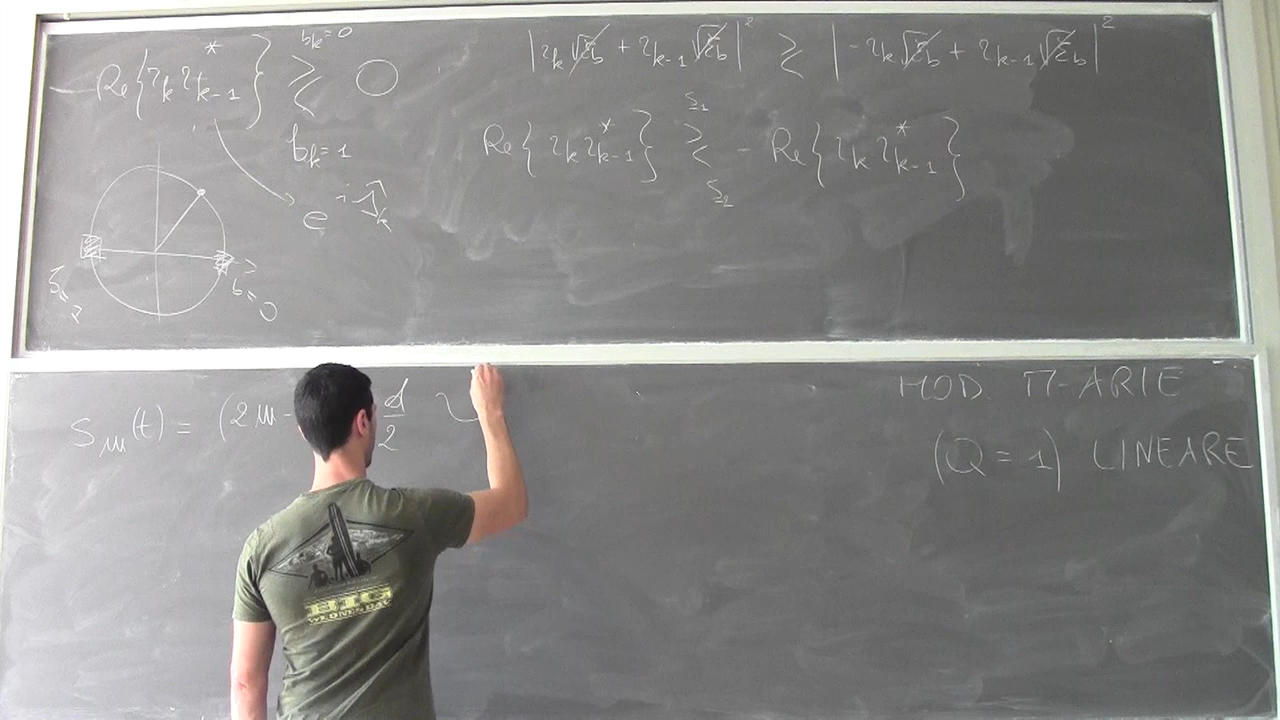 Re{r_k r*_{k-1}} ≷ 0
b_k=0
b_k=1
e^{iΔ̂_k}
b=1
b=0
|r_k √ℰ_b + r_{k-1} √ℰ_b|² ≥ |-r_k √ℰ_b + r_{k-1} √ℰ_b|²
Re{r_k r*_{k-1}} ≷ - Re{r_k r*_{k-1}}
s_1
s_2
s_m(t) = (2m - d/2
MOD. M-ARIE
(Q = 1) LINEARE
BIG
WEDNESDAY